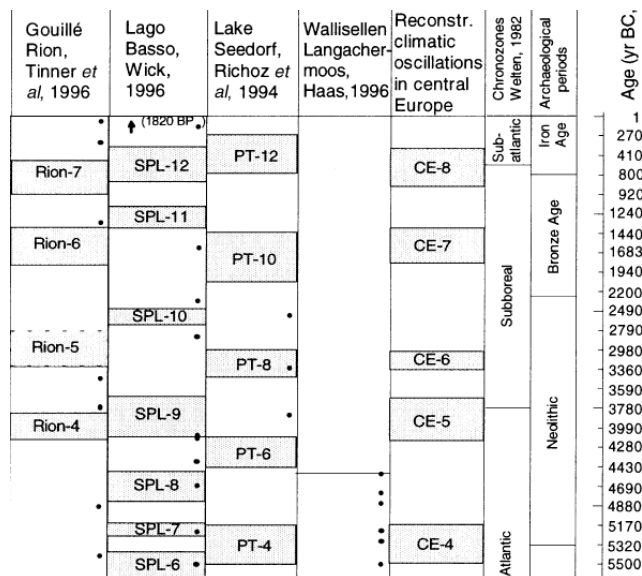 Gouillé
Rion,
Tinner et
al, 1996
Lago
Basso,
Wick,
1996
Lake
Seedorf,
Richoz et
al, 1994
Wallisellen
Langacher-
moos,
Haas, 1996
Reconstr.
climatic
oscillations
in central
Europe
Chronozones
Welten, 1982
Archaeological
periods
Age (yr BC,
(1820 BP
Rion-7
Rion-6
Rion-5
Rion-4
SPL-12
SPL-11
SPL-10
SPL-9
SPL-8
SPL-7
SPL-6
PT-12
PT-10
PT-8
PT-6
PT-4
CE-8
CE-7
CE-6
CE-5
CE-4
Sub-
atlantic
Subboreal
Atlantic
Iron
Age
Bronze Age
Neolithic
1
270
410
800
920
1240
1440
1683
1940
2200
2490
2790
2980
3360
3590
3780
3990
4280
4430
4690
4880
5170
5320
5500